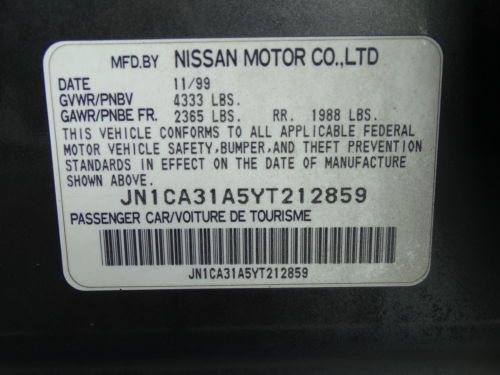 MFD.BY NISSAN MOTOR CO.,LTD
DATE 11/99
GVWR/PNBV 4333 LBS.
GAWR/PNBE FR. 2365 LBS. RR. 1988 LBS.
THIS VEHICLE CONFORMS TO ALL APPLICABLE FEDERAL
MOTOR VEHICLE SAFETY,BUMPER,AND THEFT PREVENTION
STANDARDS IN EFFECT ON THE DATE OF MANUFACTURE
SHOWN ABOVE.
JN1CA31A5YT212859
PASSENGER CAR/VOITURE DE TOURISME
JN1CA31A5YT212859